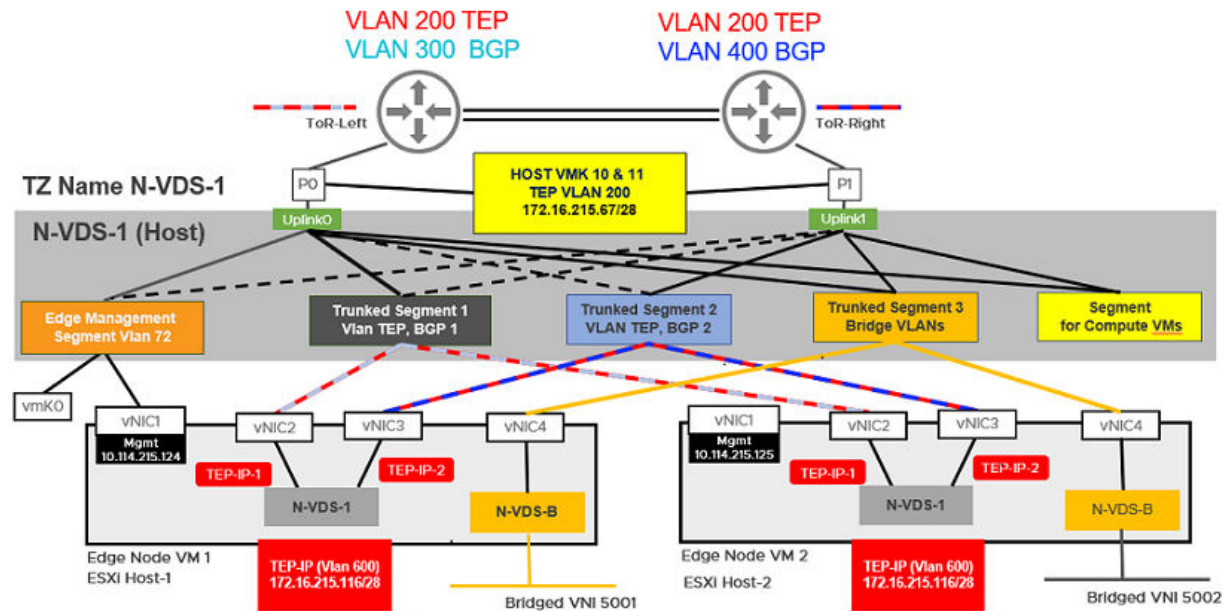 VLAN 200 TEP
VLAN 300 BGP
VLAN 200 TEP
VLAN 400 BGP
ToR-Left
ToR-Right
TZ Name N-VDS-1
P0
HOST VMK 10 & 11
TEP VLAN 200
172.16.215.67/28
P1
N-VDS-1 (Host)
Uplink0
Uplink1
Edge Management
Segment Vlan 72
Trunked Segment 1
Vlan TEP, BGP 1
Trunked Segment 2
VLAN TEP, BGP 2
Trunked Segment 3
Bridge VLANs
Segment
for Compute VMs
vmK0
vNIC1
Mgmt
10.114.215.124
vNIC2
vNIC3
vNIC4
TEP-IP-1
TEP-IP-2
N-VDS-1
N-VDS-B
Edge Node VM 1
ESXi Host-1
TEP-IP (Vlan 600)
172.16.215.116/28
Bridged VNI 5001
vNIC1
Mgmt
10.114.215.125
vNIC2
vNIC3
vNIC4
TEP-IP-1
TEP-IP-2
N-VDS-1
N-VDS-B
Edge Node VM 2
ESXi Host-2
TEP-IP (Vlan 600)
172.16.215.116/28
Bridged VNI 5002